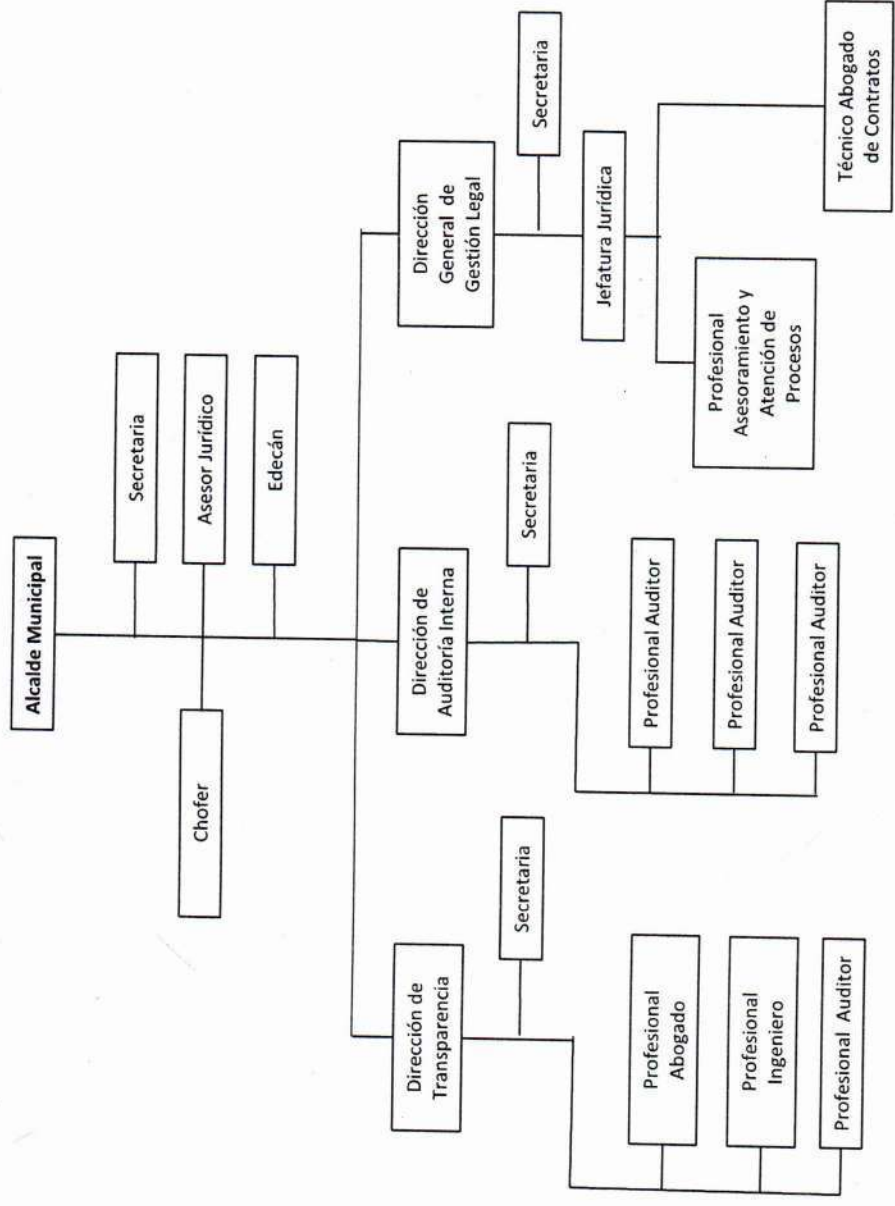 Alcalde Municipal
Secretaria
Chofer
Asesor Jurídico
Edecán
Dirección de
Transparencia
Secretaria
Profesional
Abogado
Profesional
Ingeniero
Profesional Auditor
Dirección de
Auditoría Interna
Secretaria
Profesional Auditor
Profesional Auditor
Profesional Auditor
Dirección
General de
Gestión Legal
Secretaria
Jefatura Jurídica
Profesional
Asesoramiento y
Atención de
Procesos
Técnico Abogado
de Contratos